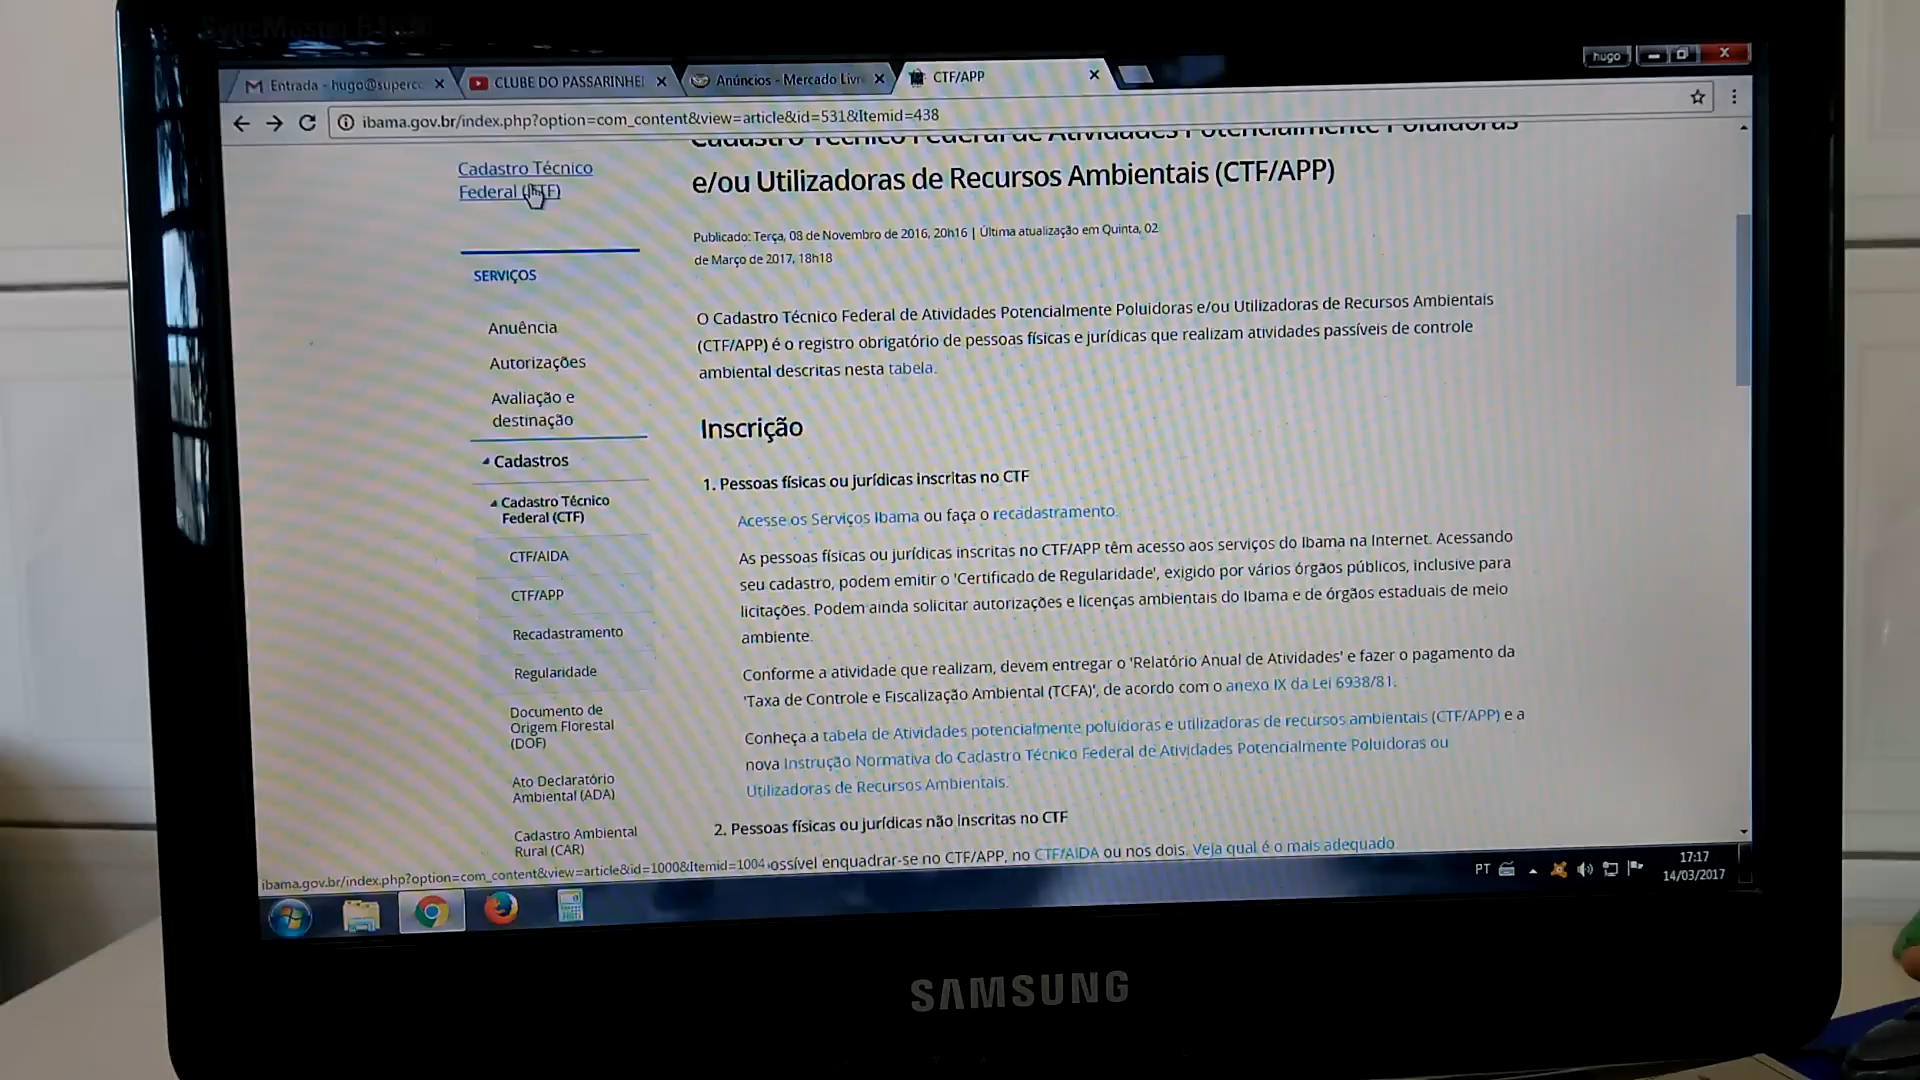 SyncMaster
hugo
Entrada - hugo@superco
CLUBE DO PASSARINHEI
Anúncios - Mercado Livr
CTF/APP
ibama.gov.br/index.php?option=com_content&view=article&id=531&Itemid=438
Cadastro Técnico
Federal (CTF)
SERVIÇOS
Anuência
Autorizações
Avaliação e
destinação
Cadastros
Cadastro Técnico
Federal (CTF)
CTF/AIDA
CTF/APP
Recadastramento
Regularidade
Documento de
Origem Florestal
(DOF)
Ato Declaratório
Ambiental (ADA)
Cadastro Ambiental
Rural (CAR)
Cadastro Técnico Federal de Atividades Potencialmente Poluidoras
e/ou Utilizadoras de Recursos Ambientais (CTF/APP)
Publicado: Terça, 08 de Novembro de 2016, 20h16 | Última atualização em Quinta, 02
de Março de 2017, 18h18
O Cadastro Técnico Federal de Atividades Potencialmente Poluidoras e/ou Utilizadoras de Recursos Ambientais
(CTF/APP) é o registro obrigatório de pessoas físicas e jurídicas que realizam atividades passíveis de controle
ambiental descritas nesta tabela.
Inscrição
1. Pessoas físicas ou jurídicas inscritas no CTF
Acesse os Serviços Ibama ou faça o recadastramento.
As pessoas físicas ou jurídicas inscritas no CTF/APP têm acesso aos serviços do Ibama na Internet. Acessando
seu cadastro, podem emitir o 'Certificado de Regularidade', exigido por vários órgãos públicos, inclusive para
licitações. Podem ainda solicitar autorizações e licenças ambientais do Ibama e de órgãos estaduais de meio
ambiente.
Conforme a atividade que realizam, devem entregar o 'Relatório Anual de Atividades' e fazer o pagamento da
'Taxa de Controle e Fiscalização Ambiental (TCFA)', de acordo com o anexo IX da Lei 6938/81.
Conheça a tabela de Atividades potencialmente poluidoras e utilizadoras de recursos ambientais (CTF/APP) e a
nova Instrução Normativa do Cadastro Técnico Federal de Atividades Potencialmente Poluidoras ou
Utilizadoras de Recursos Ambientais.
2. Pessoas físicas ou jurídicas não inscritas no CTF
ossível enquadrar-se no CTF/APP, no CTF/AIDA ou nos dois. Veja qual é o mais adequado
ibama.gov.br/index.php?option=com_content&view=article&id=1000&Itemid=1004
PT
17:17
14/03/2017
SAMSUNG